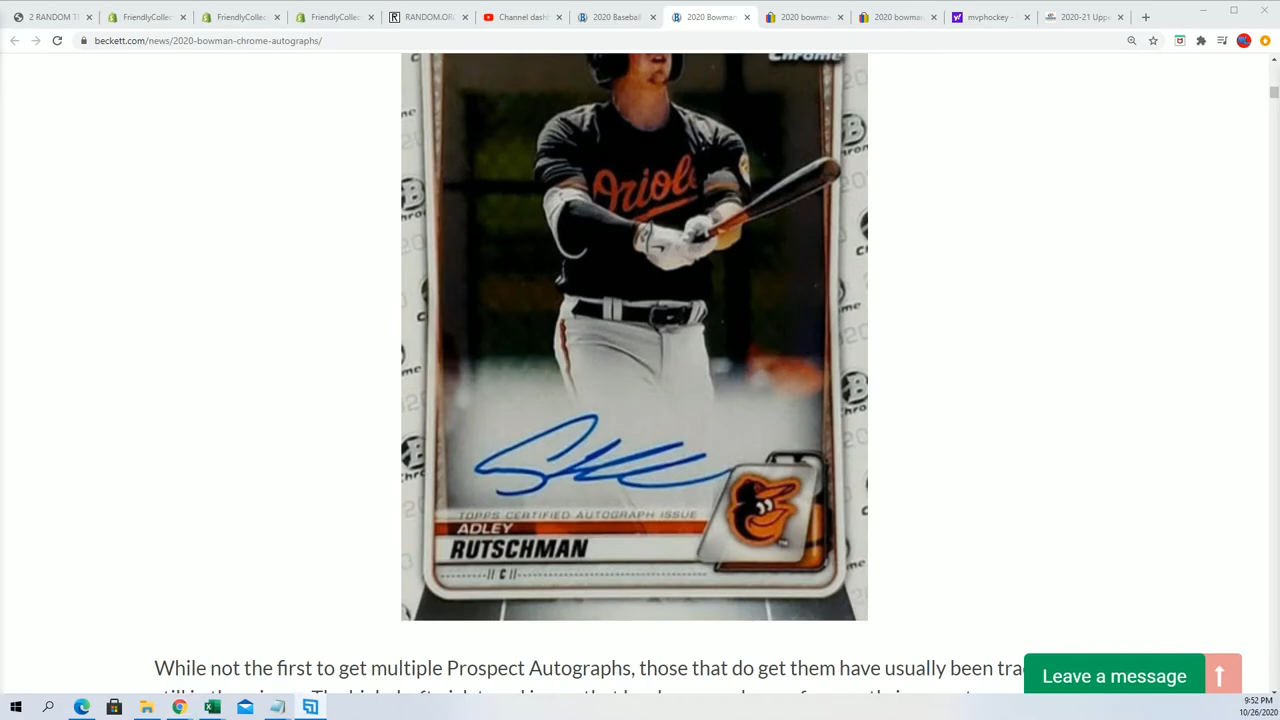 2 RANDOM T
FriendlyCollec
FriendlyCollec
FriendlyCollec
RANDOM.OR
Channel dash
2020 Baseball
2020 Bowman
2020 bowman
2020 bowman
mvphockey -
2020-21 Upp
beckett.com/news/2020-bowman-chrome-autographs/
Chrome
Orioles
TOPPS CERTIFIED AUTOGRAPH ISSUE
ADLEY
RUTSCHMAN
C
While not the first to get multiple Prospect Autographs, those that do get them have usually been tra
Leave a message
9:52 PM
10/26/2020